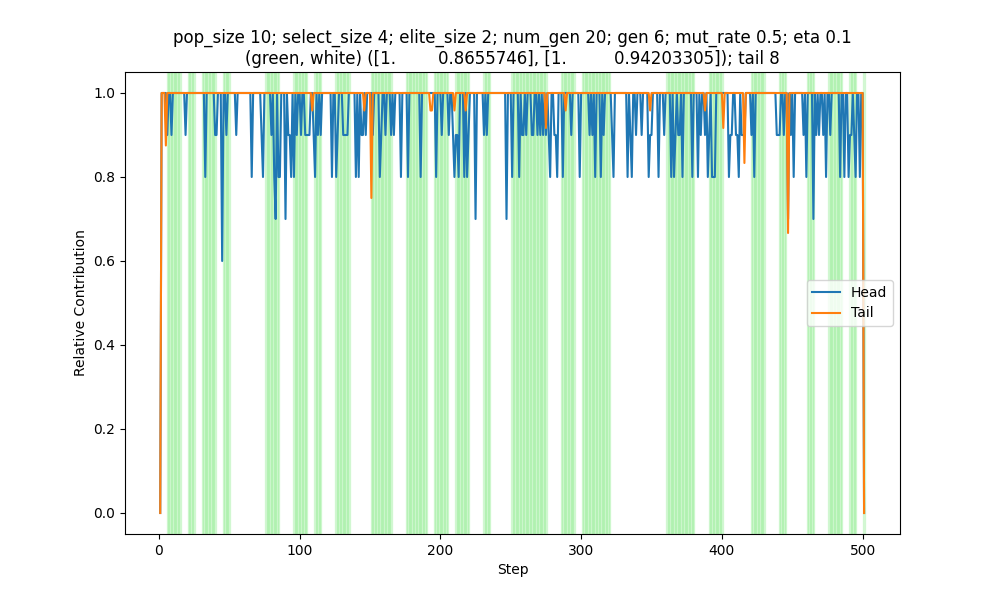 pop_size 10; select_size 4; elite_size 2; num_gen 20; gen 6; mut_rate 0.5; eta 0.1
(green, white) ([1.         0.8655746], [1.          0.94203305]); tail 8
1.0
0.8
0.6
0.4
0.2
0.0
Relative Contribution
Head
Tail
0
100
200
300
400
500
Step